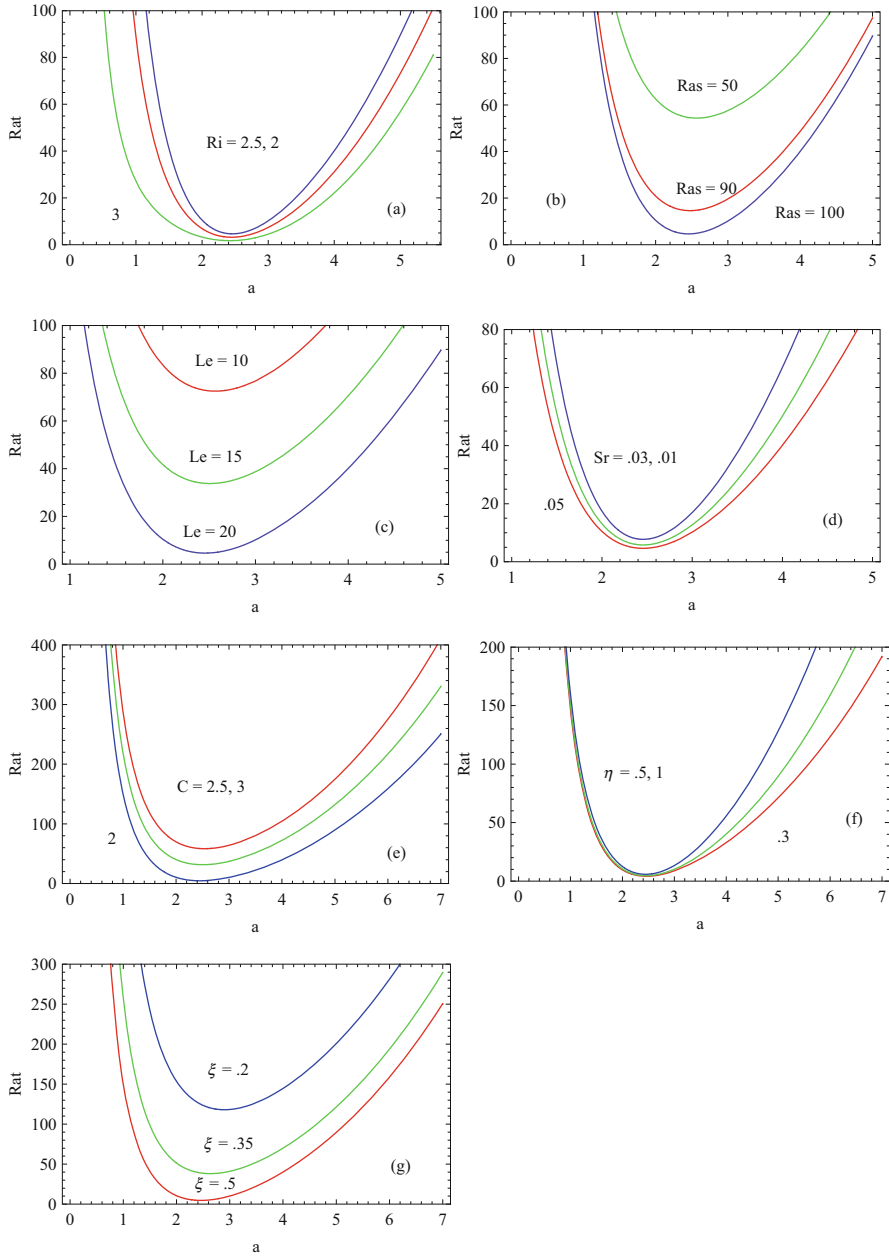 100
80
60
40
20
0
Rat
Ri = 2.5, 2
3
(a)
0 1 2 3 4 5
a
100
80
60
40
20
0
Rat
Ras = 50
Ras = 90
Ras = 100
(b)
0 1 2 3 4 5
a
100
80
60
40
20
0
Rat
Le = 10
Le = 15
Le = 20
(c)
1 2 3 4 5
a
80
60
40
20
0
Rat
Sr = .03, .01
.05
(d)
1 2 3 4 5
a
400
300
200
100
0
Rat
C = 2.5, 3
2
(e)
0 1 2 3 4 5 6 7
a
200
150
100
50
0
Rat
η = .5, 1
.3
(f)
0 1 2 3 4 5 6 7
a
300
250
200
150
100
50
0
Rat
ξ = .2
ξ = .35
ξ = .5
(g)
0 1 2 3 4 5 6 7
a